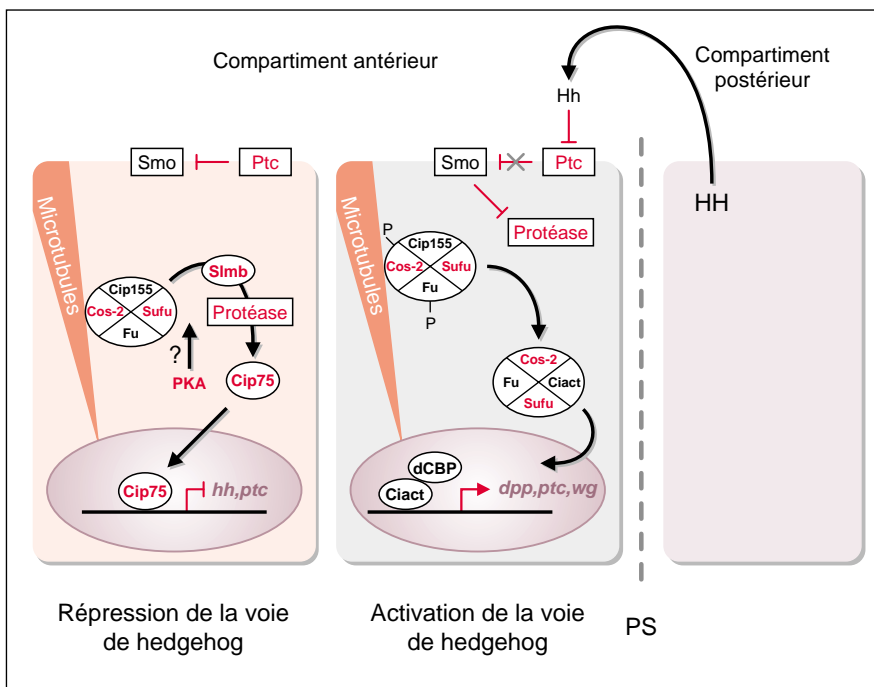 Compartiment antérieur
Compartiment
postérieur
Hh
Smo
Ptc
Smo
Ptc
HH
Microtubules
Slmb
Cip155
Cos-2
Sufu
Fu
Protéase
?
PKA
Cip75
Cip75
hh,ptc
Microtubules
Protéase
P
Cip155
Cos-2
Sufu
Fu
P
Cos-2
Fu
Ciact
Sufu
dCBP
Ciact
dpp,ptc,wg
Répression de la voie
de hedgehog
Activation de la voie
de hedgehog
PS